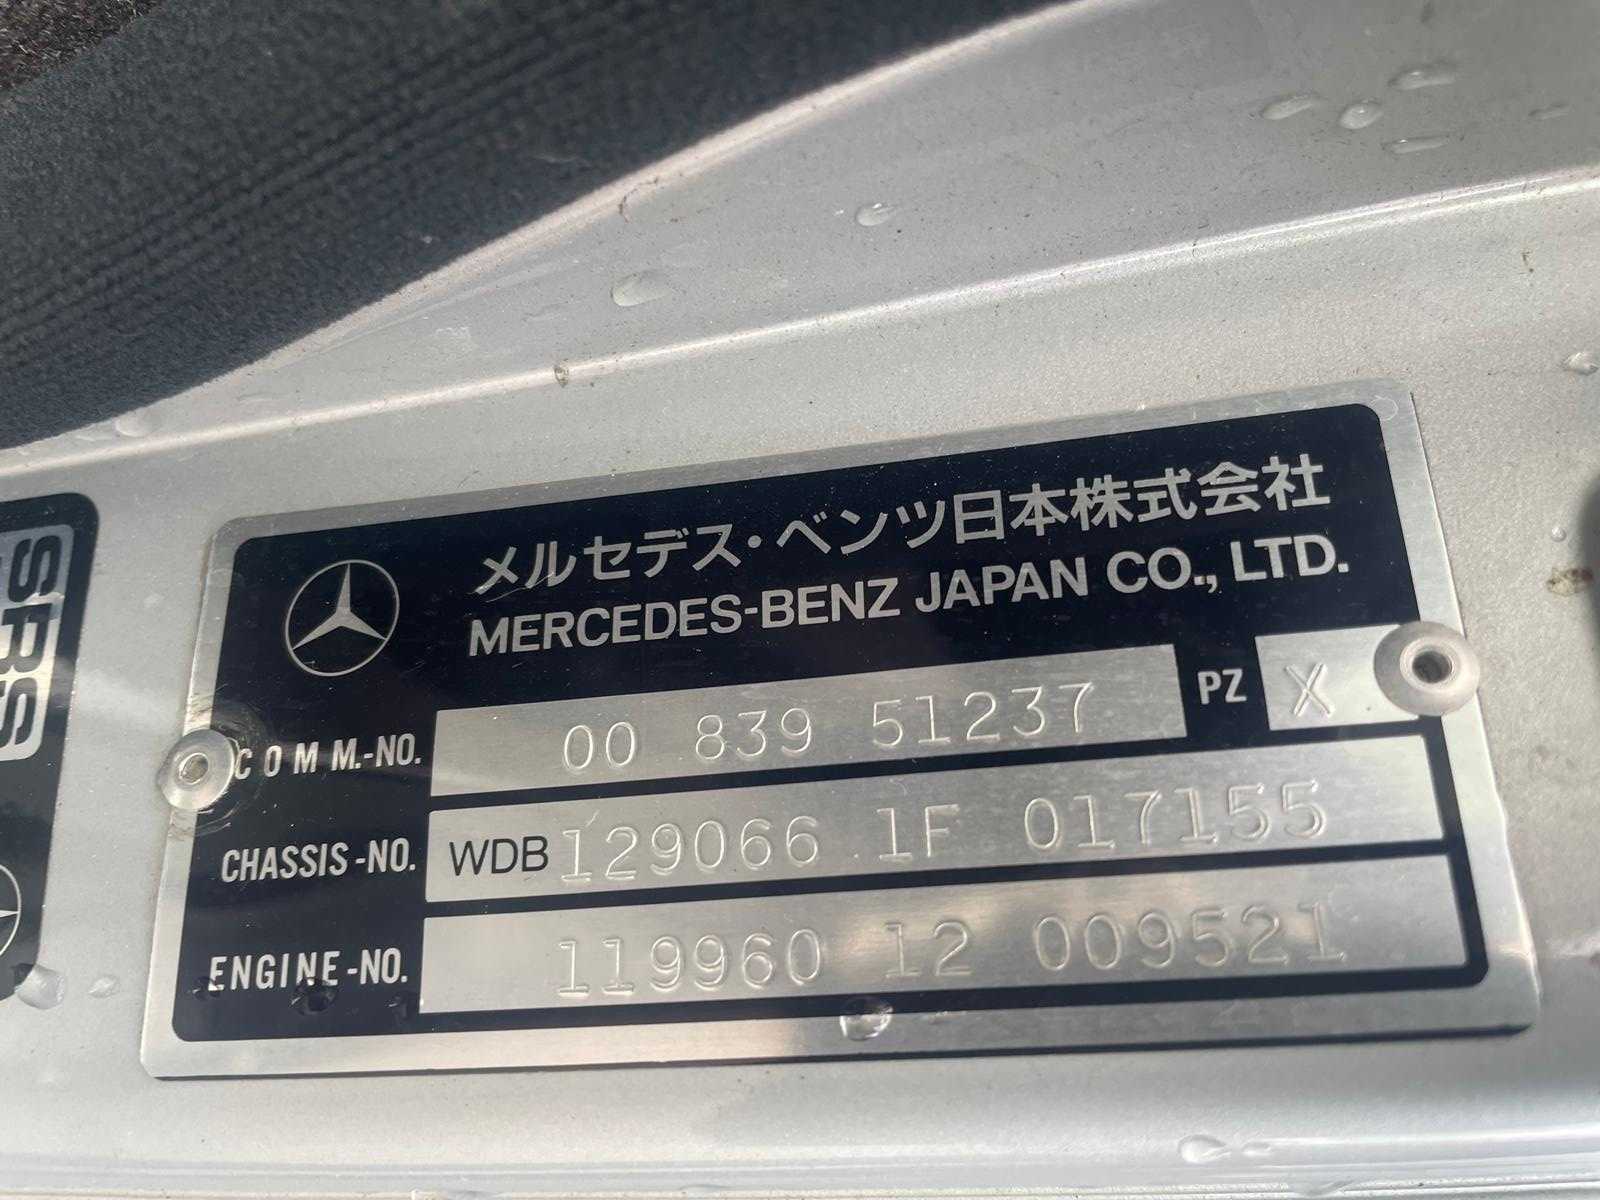 メルセデス・ベンツ日本株式会社
MERCEDES-BENZ JAPAN CO., LTD.
COMM.-NO. 00 839 51237 PZ X
CHASSIS-NO. WDB 129066 1F 017155
ENGINE-NO. 119960 12 009521
SRS